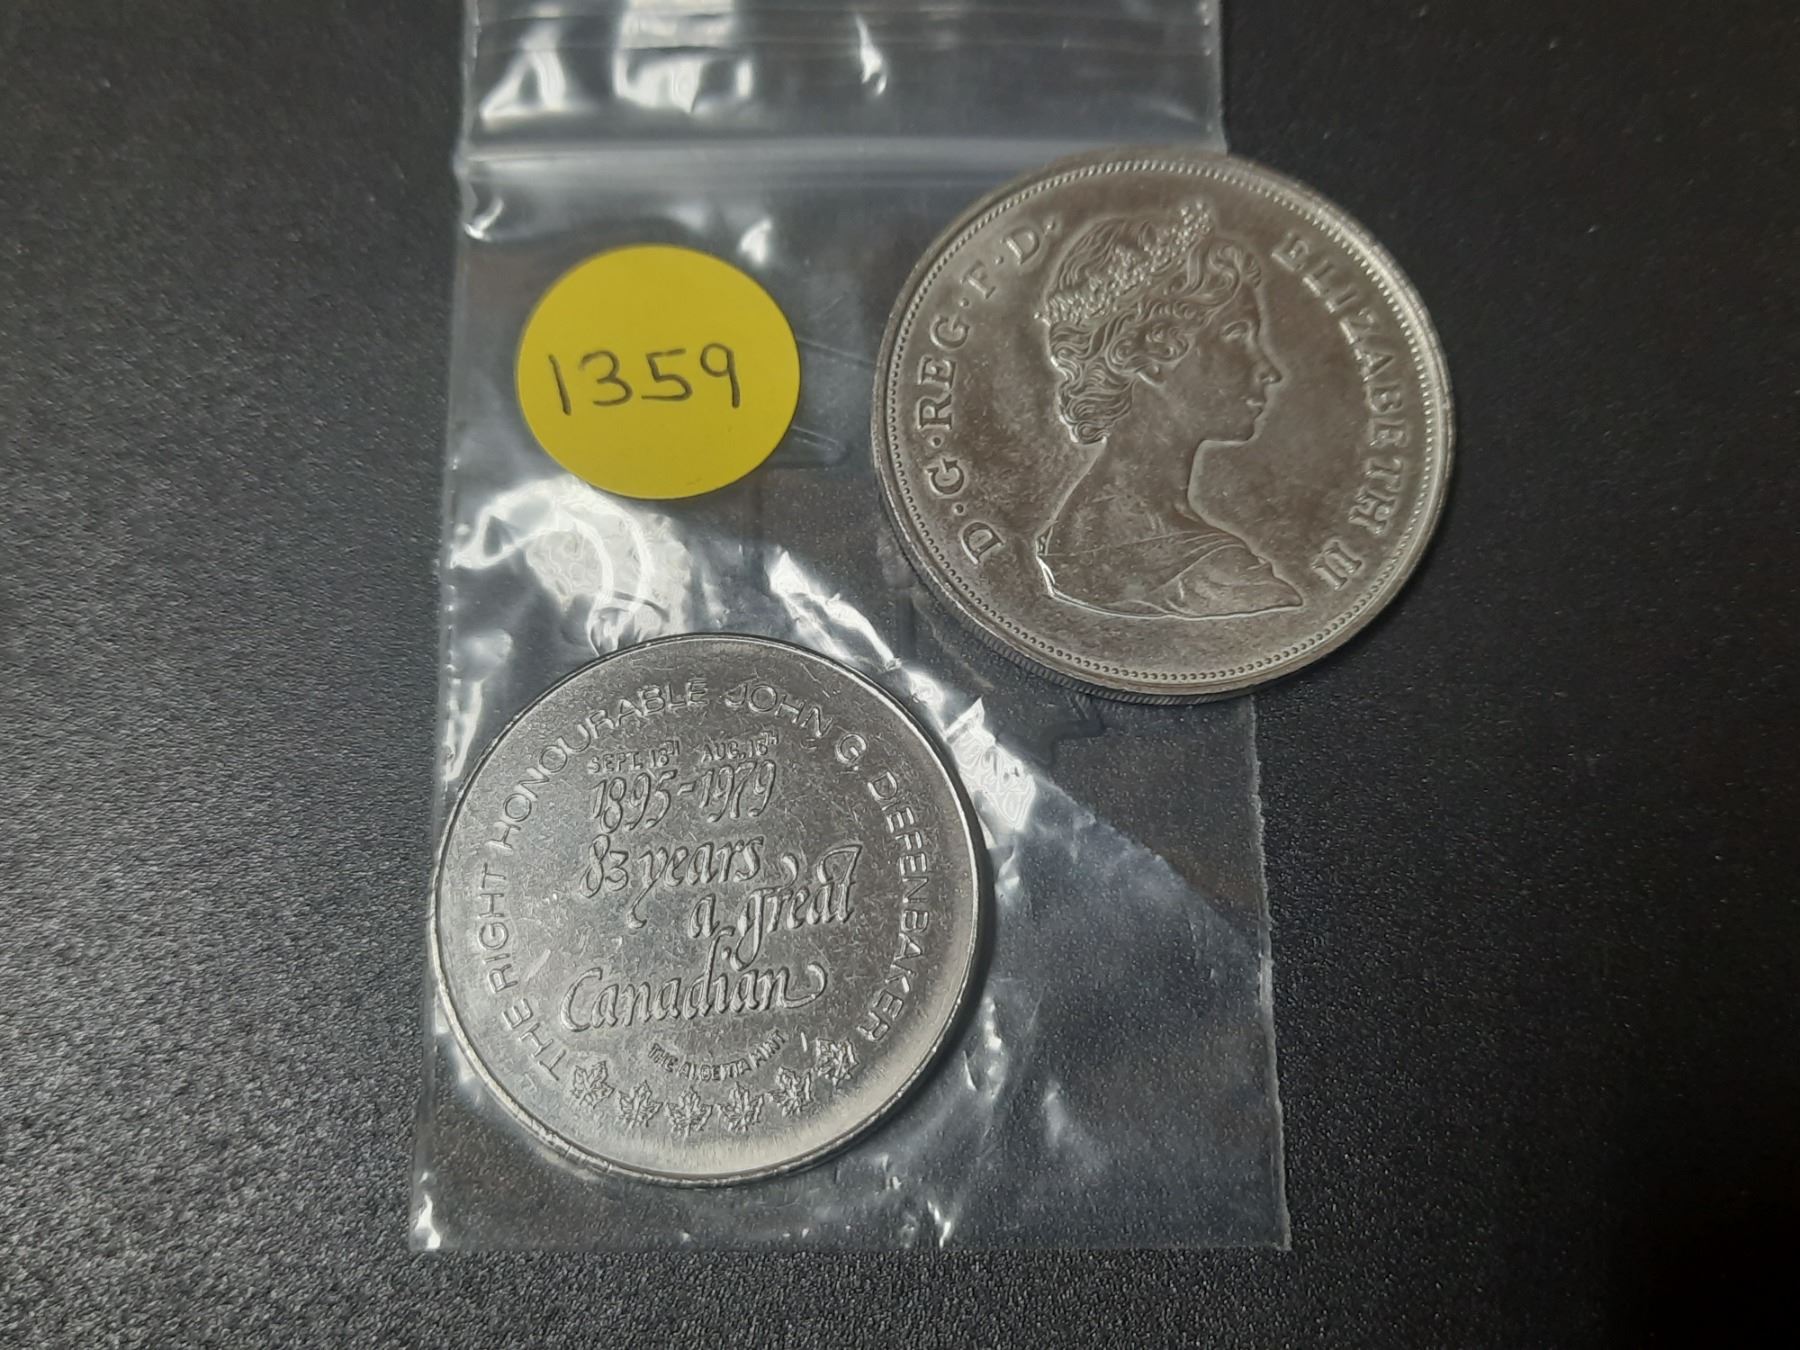 1359
D·G·REG·F·D· ELIZABETH II
THE RIGHT HONOURABLE JOHN G. DIEFENBAKER
SEPT. 18TH AUG. 16TH
1895-1979
83 years
a great
Canadian
THE ALBERTA MINT